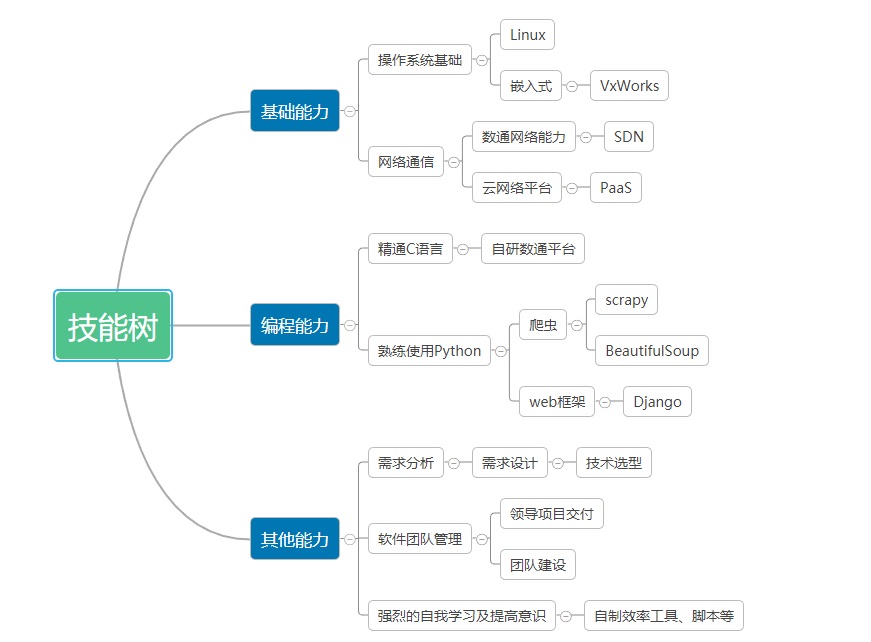 技能树
基础能力
操作系统基础
Linux
嵌入式
VxWorks
网络通信
数通网络能力
SDN
云网络平台
PaaS
编程能力
精通C语言
自研数通平台
熟练使用Python
爬虫
scrapy
BeautifulSoup
web框架
Django
其他能力
需求分析
需求设计
技术选型
软件团队管理
领导项目交付
团队建设
强烈的自我学习及提高意识
自制效率工具、脚本等